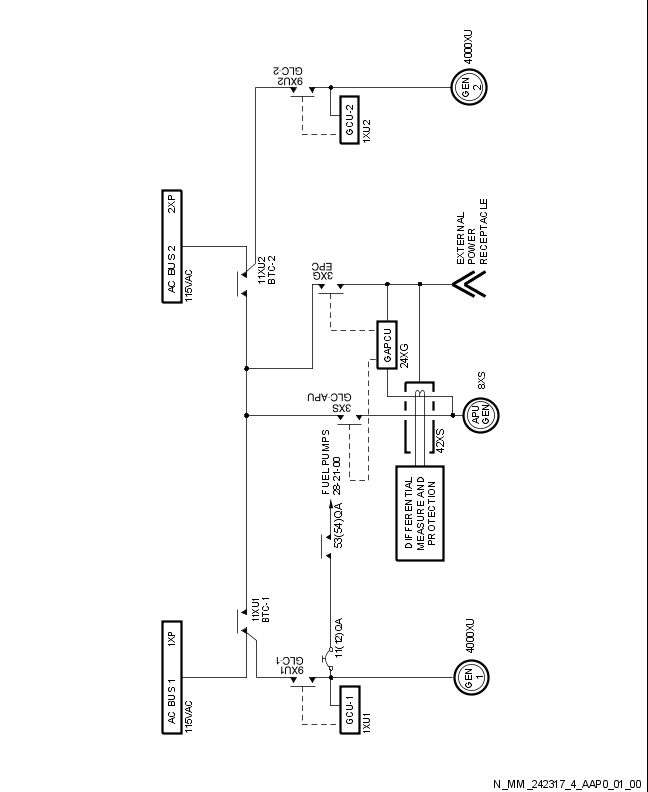 AC BUS 1 1XP
115VAC
AC BUS 2 2XP
115VAC
11XU1
BTC-1
11XU2
BTC-2
9XU1
GLC-1
9XU2
GLC-2
GCU-1
1XU1
GCU-2
1XU2
GEN
1
4000XU
GEN
2
4000XU
11(12)QA
53(54)QA
FUEL PUMPS
28-21-00
3XS
GLC-APU
3XG
EPC
GAPCU
24XG
DIFFERENTIAL
MEASURE AND
PROTECTION
42XS
APU
GEN
8XS
EXTERNAL
POWER
RECEPTACLE
N_MM_242317_4_AAP0_01_00